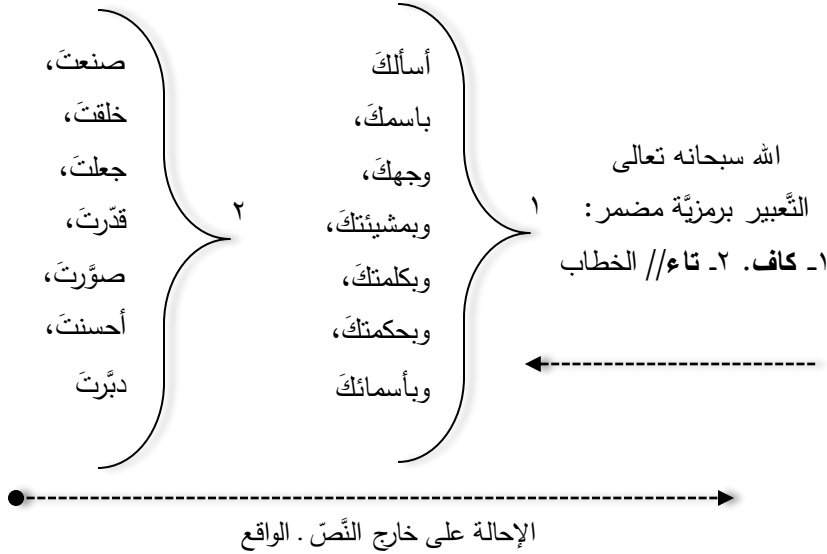 الله سبحانه تعالى
التَّعبير برمزيَّة مضمر:
١ـ كاف. ٢ـ تاء// الخطاب
١
أسألكَ
باسمكَ،
وجهكَ،
وبمشيئتكَ،
وبكلمتكَ،
وبحكمتكَ،
وبأسمائكَ
٢
صنعتَ،
خلقتَ،
جعلتَ،
قدّرتَ،
صوَّرتَ،
أحسنتَ،
دبَّرتَ
الإحالة على خارج النَّصّ . الواقع